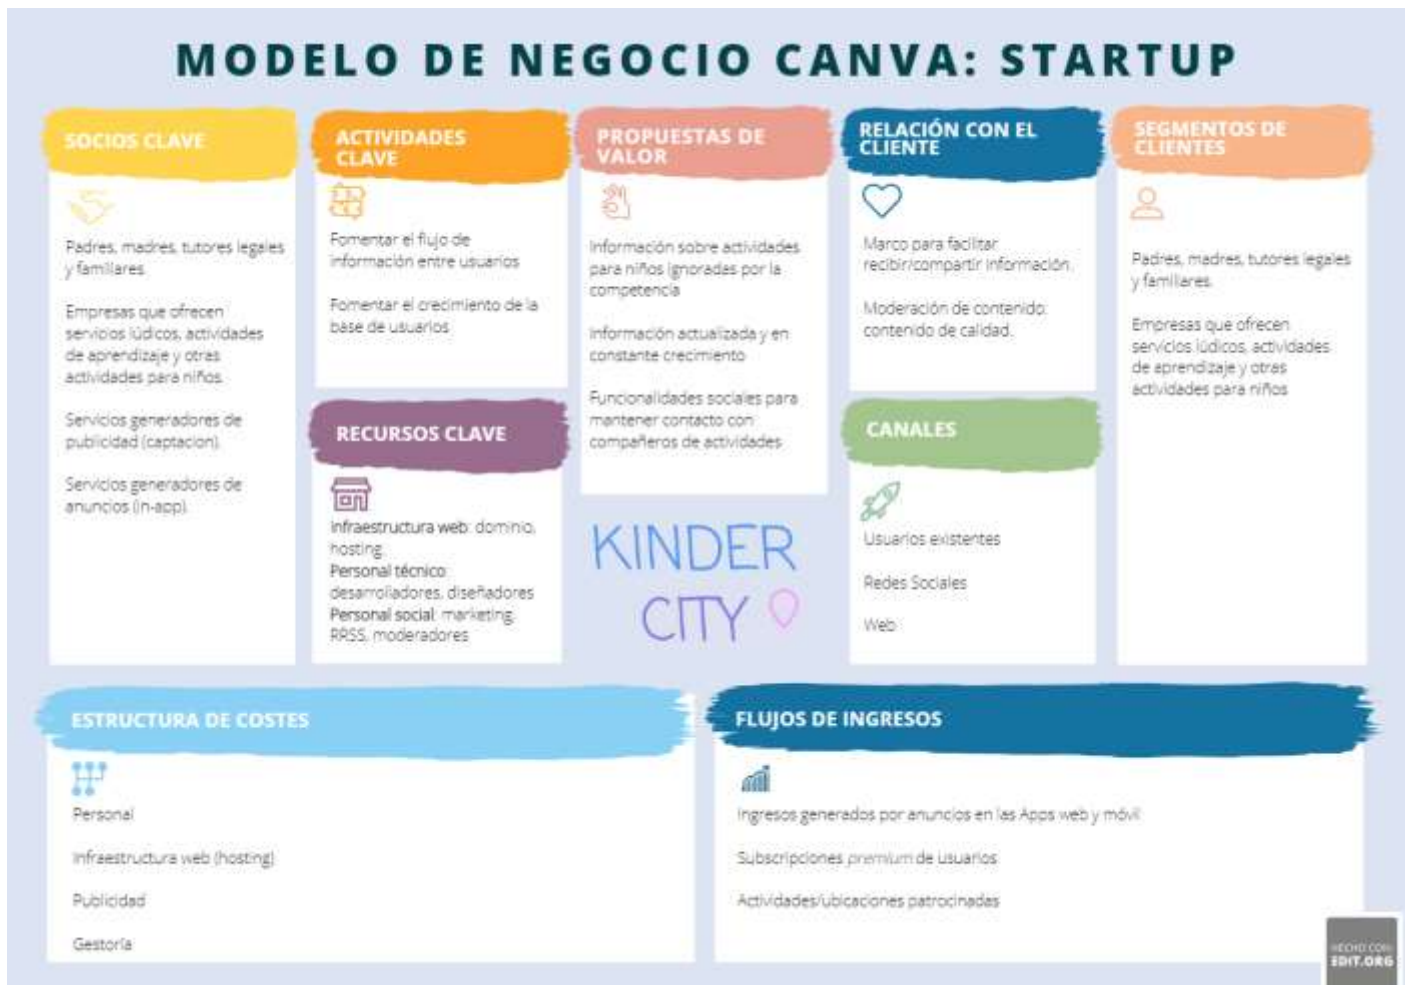 MODELO DE NEGOCIO CANVA: STARTUP
SOCIOS CLAVE
Padres, madres, tutores legales
y familiares.
Empresas que ofrecen
servicios lúdicos, actividades
de aprendizaje y otras
actividades para niños.
Servicios generadores de
publicidad (captacion).
Servicios generadores de
anuncios (in-app).
ACTIVIDADES
CLAVE
Fomentar el flujo de
información entre usuarios
Fomentar el crecimiento de la
base de usuarios
RECURSOS CLAVE
Infraestructura web: dominio,
hosting.
Personal técnico:
desarrolladores, diseñadores
Personal social: marketing,
RRSS, moderadores
PROPUESTAS DE
VALOR
Información sobre actividades
para niños ignoradas por la
competencia
Información actualizada y en
constante crecimiento
Funcionalidades sociales para
mantener contacto con
compañeros de actividades
KINDER
CITY
RELACIÓN CON EL
CLIENTE
Marco para facilitar
recibir/compartir información.
Moderación de contenido:
contenido de calidad.
CANALES
Usuarios existentes
Redes Sociales
Web
SEGMENTOS DE
CLIENTES
Padres, madres, tutores legales
y familiares.
Empresas que ofrecen
servicios lúdicos, actividades
de aprendizaje y otras
actividades para niños
ESTRUCTURA DE COSTES
Personal
Infraestructura web (hosting)
Publicidad
Gestoría
FLUJOS DE INGRESOS
Ingresos generados por anuncios en las Apps web y móvil
Subscripciones premium de usuarios
Actividades/ubicaciones patrocinadas
HECHO CON
EDIT.ORG